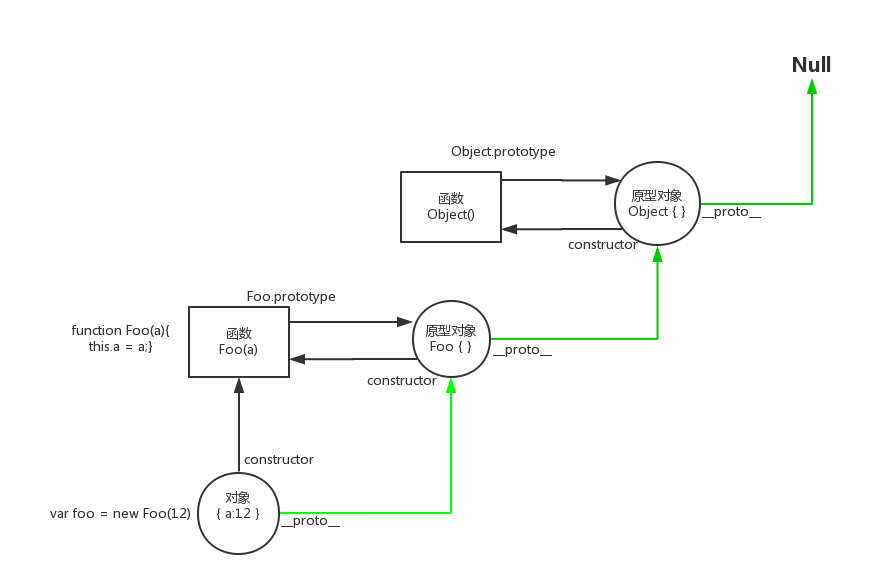 Null
Object.prototype
函数
Object()
原型对象
Object { }
__proto__
constructor
Foo.prototype
function Foo(a){
this.a = a;}
函数
Foo(a)
原型对象
Foo { }
__proto__
constructor
constructor
var foo = new Foo(12)
对象
{ a:12 }
__proto__